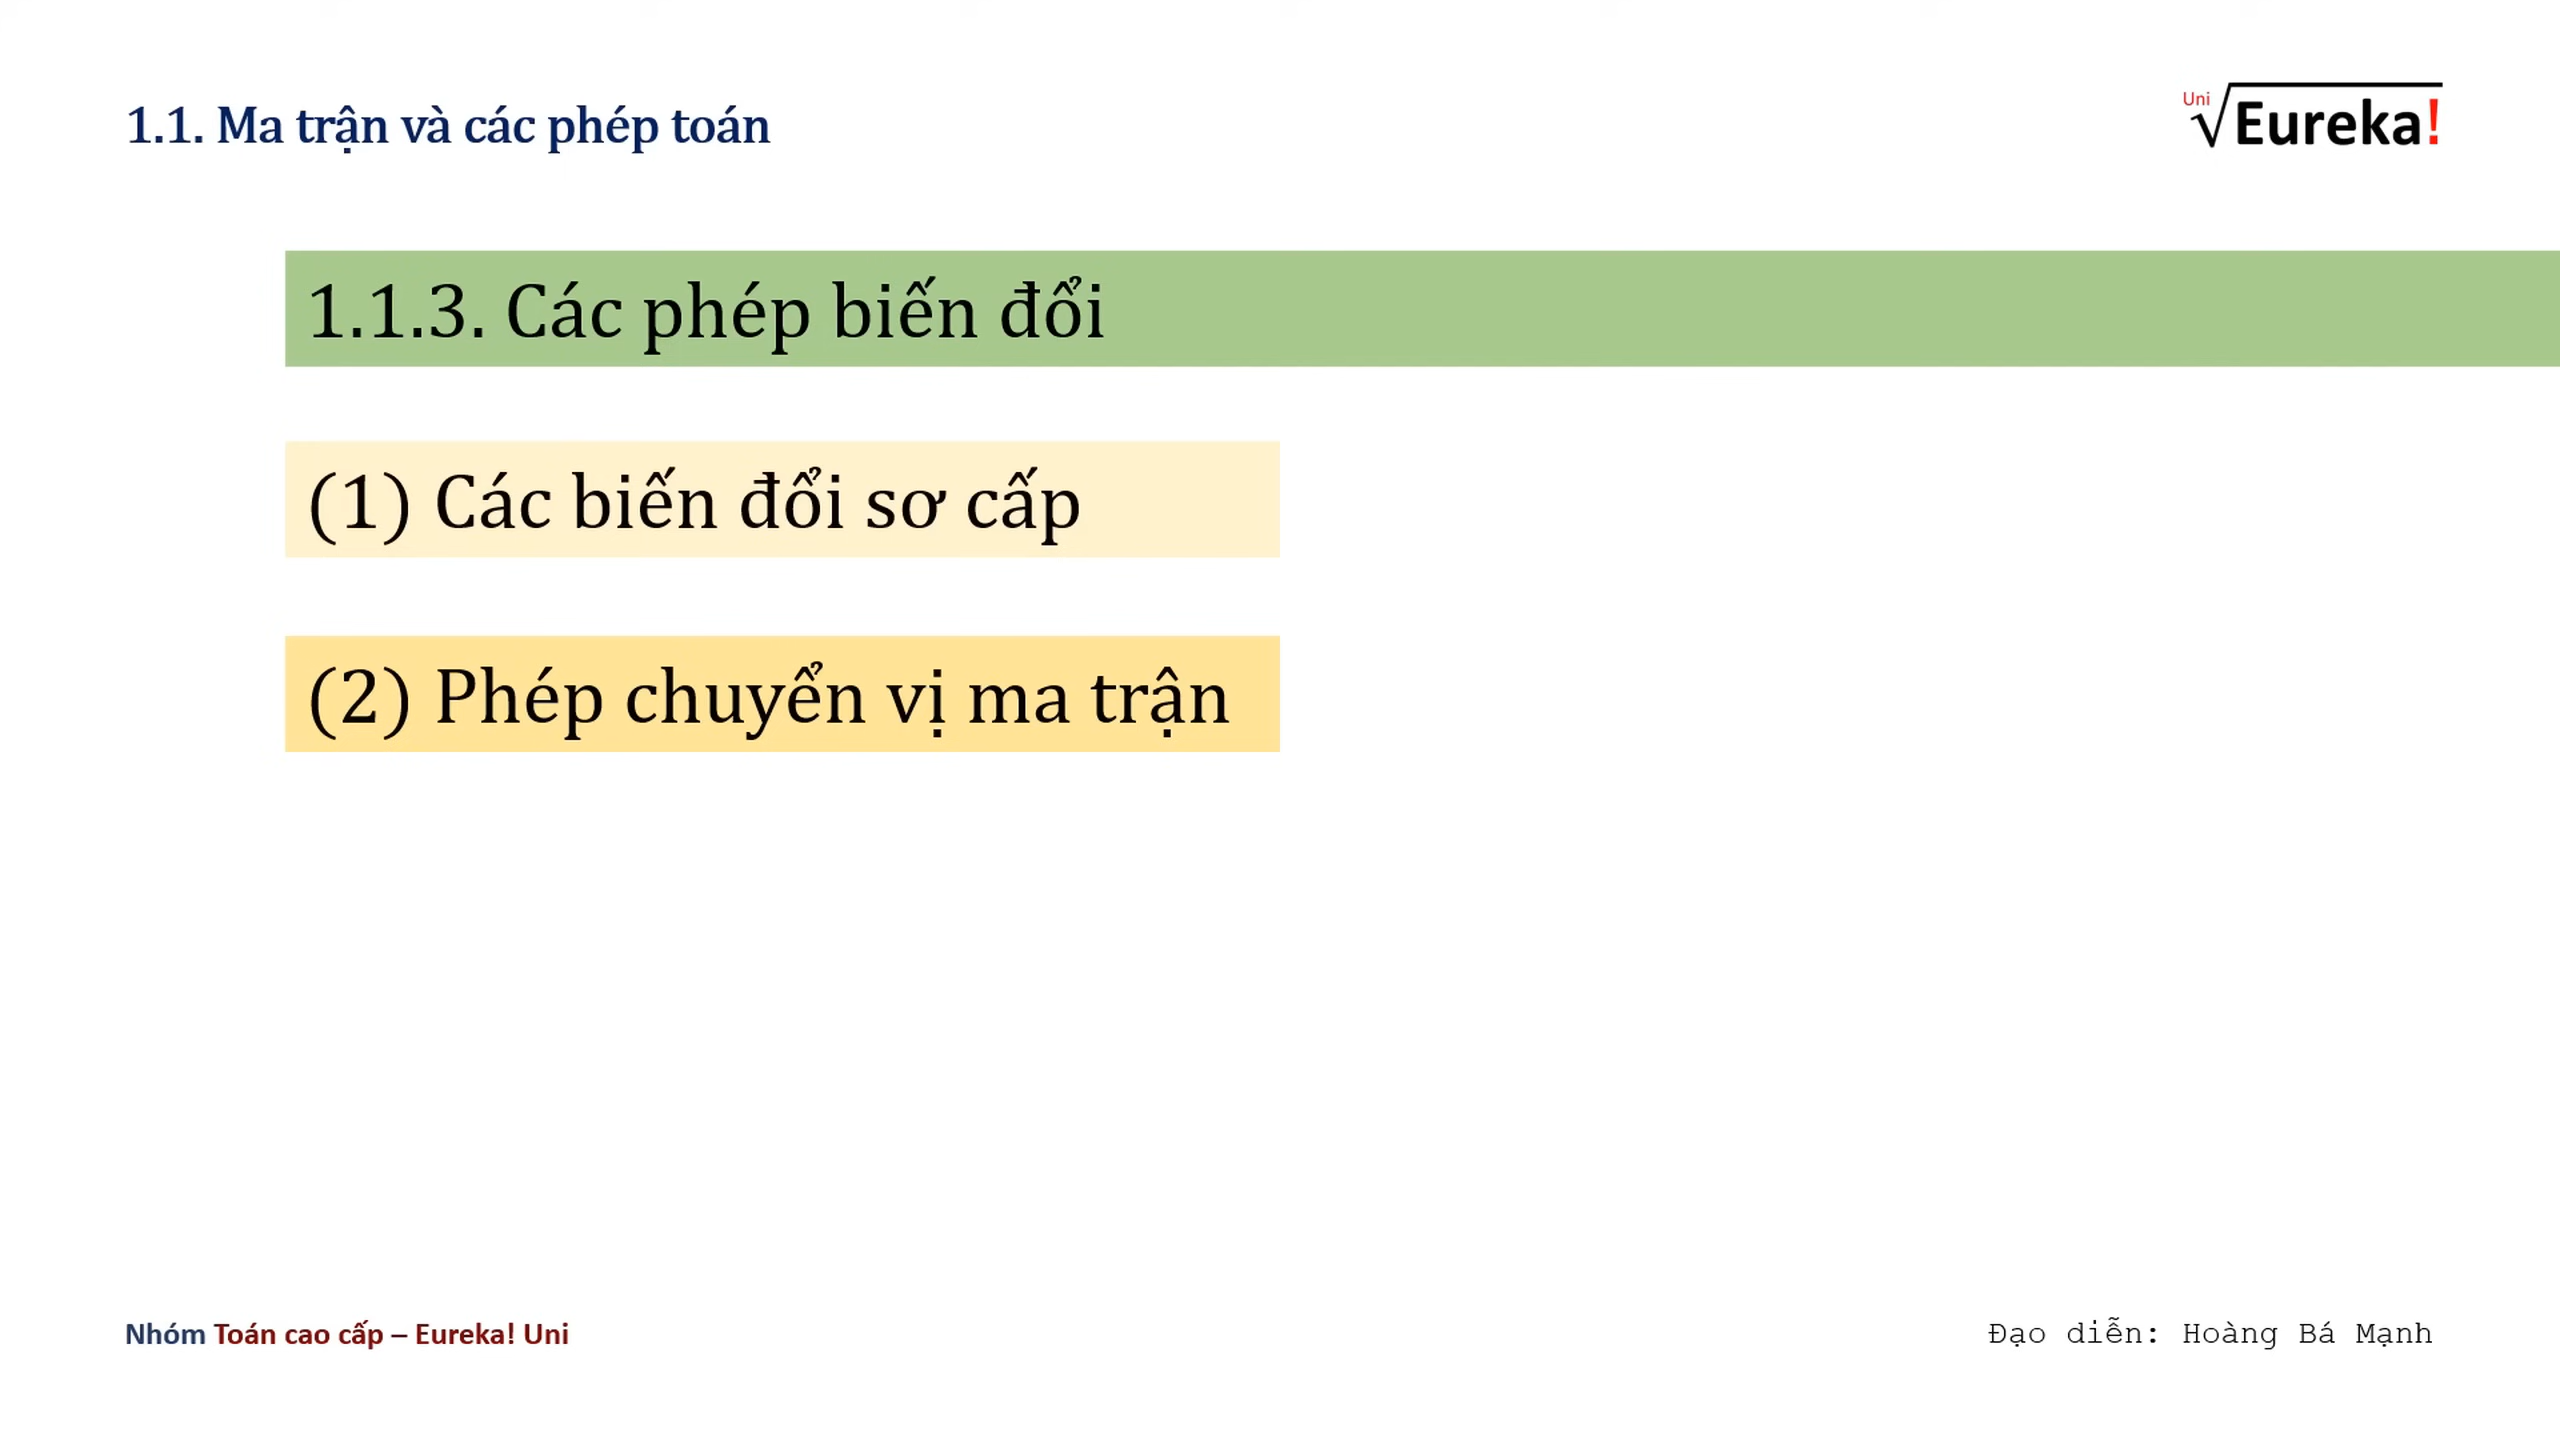 1.1. Ma trận và các phép toán
Uni
√Eureka!
1.1.3. Các phép biến đổi
(1) Các biến đổi sơ cấp
(2) Phép chuyển vị ma trận
Nhóm Toán cao cấp – Eureka! Uni
Đạo diễn: Hoàng Bá Mạnh